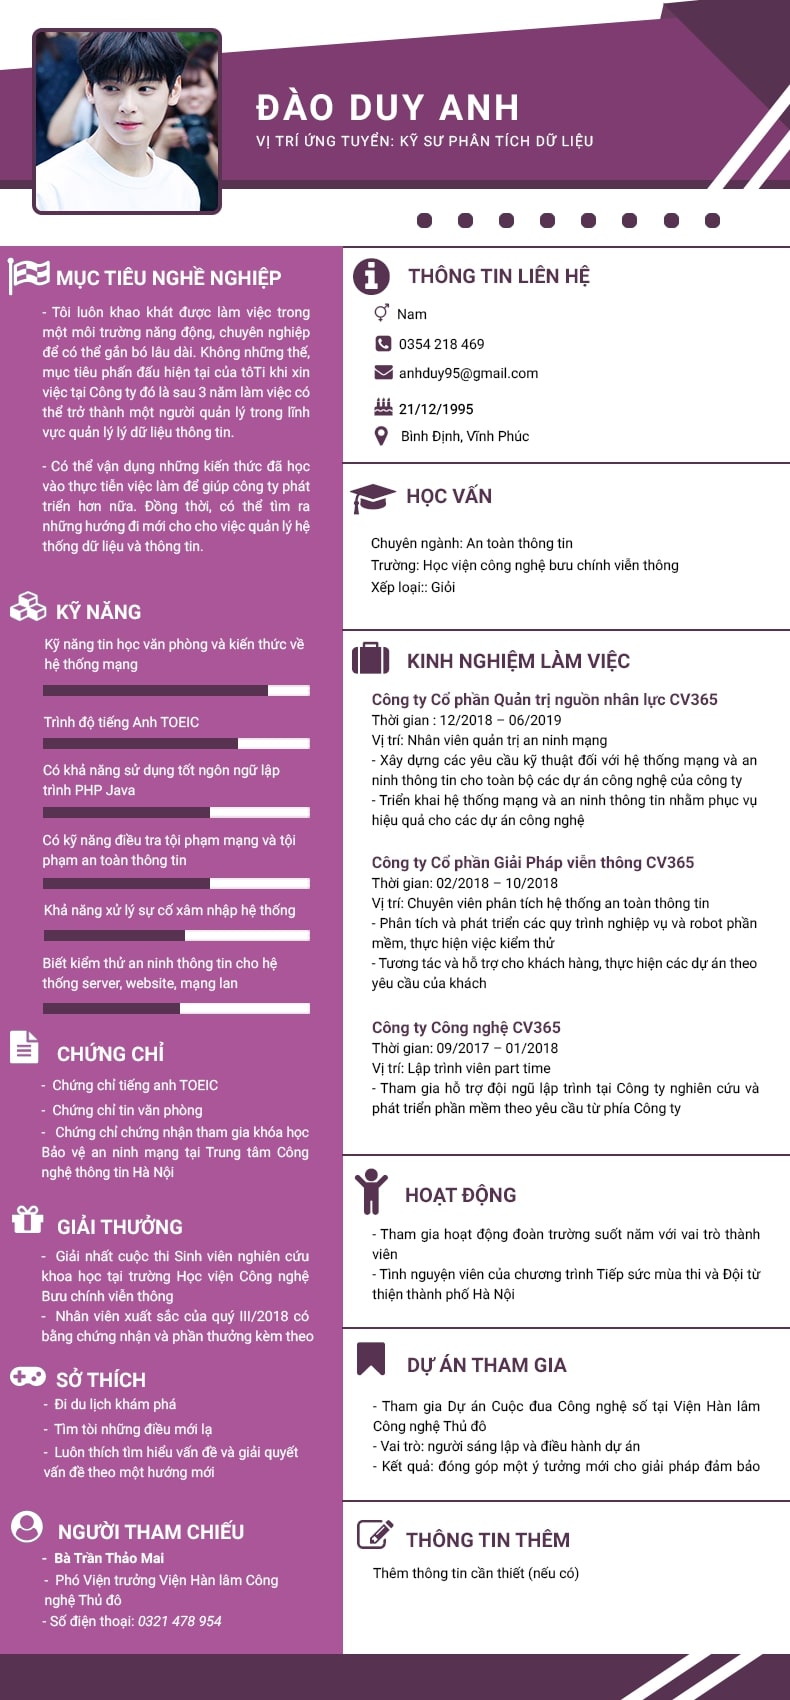 ĐÀO DUY ANH
VỊ TRÍ ỨNG TUYỂN: KỸ SƯ PHÂN TÍCH DỮ LIỆU
MỤC TIÊU NGHỀ NGHIỆP
- Tôi luôn khao khát được làm việc trong
một môi trường năng động, chuyên nghiệp
để có thể gắn bó lâu dài. Không những thế,
mục tiêu phấn đấu hiện tại của tôTi khi xin
việc tại Công ty đó là sau 3 năm làm việc có
thể trở thành một người quản lý trong lĩnh
vực quản lý lý dữ liệu thông tin.
- Có thể vận dụng những kiến thức đã học
vào thực tiễn việc làm để giúp công ty phát
triển hơn nữa. Đồng thời, có thể tìm ra
những hướng đi mới cho cho việc quản lý hệ
thống dữ liệu và thông tin.
KỸ NĂNG
Kỹ năng tin học văn phòng và kiến thức về
hệ thống mạng
Trình độ tiếng Anh TOEIC
Có khả năng sử dụng tốt ngôn ngữ lập
trình PHP Java
Có kỹ năng điều tra tội phạm mạng và tội
phạm an toàn thông tin
Khả năng xử lý sự cố xâm nhập hệ thống
Biết kiểm thử an ninh thông tin cho hệ
thống server, website, mạng lan
CHỨNG CHỈ
- Chứng chỉ tiếng anh TOEIC
- Chứng chỉ tin văn phòng
- Chứng chỉ chứng nhận tham gia khóa học
Bảo vệ an ninh mạng tại Trung tâm Công
nghệ thông tin Hà Nội
GIẢI THƯỞNG
- Giải nhất cuộc thi Sinh viên nghiên cứu
khoa học tại trường Học viện Công nghệ
Bưu chính viễn thông
- Nhân viên xuất sắc của quý III/2018 có
bằng chứng nhận và phần thưởng kèm theo
SỞ THÍCH
- Đi du lịch khám phá
- Tìm tòi những điều mới lạ
- Luôn thích tìm hiểu vấn đề và giải quyết
vấn đề theo một hướng mới
NGƯỜI THAM CHIẾU
- Bà Trần Thảo Mai
- Phó Viện trưởng Viện Hàn lâm Công
nghệ Thủ đô
- Số điện thoại: 0321 478 954
THÔNG TIN LIÊN HỆ
Nam
0354 218 469
anhduy95@gmail.com
21/12/1995
Bình Định, Vĩnh Phúc
HỌC VẤN
Chuyên ngành: An toàn thông tin
Trường: Học viện công nghệ bưu chính viễn thông
Xếp loại:: Giỏi
KINH NGHIỆM LÀM VIỆC
Công ty Cổ phần Quản trị nguồn nhân lực CV365
Thời gian : 12/2018 – 06/2019
Vị trí: Nhân viên quản trị an ninh mạng
- Xây dựng các yêu cầu kỹ thuật đối với hệ thống mạng và an
ninh thông tin cho toàn bộ các dự án công nghệ của công ty
- Triển khai hệ thống mạng và an ninh thông tin nhằm phục vụ
hiệu quả cho các dự án công nghệ
Công ty Cổ phần Giải Pháp viễn thông CV365
Thời gian: 02/2018 – 10/2018
Vị trí: Chuyên viên phân tích hệ thống an toàn thông tin
- Phân tích và phát triển các quy trình nghiệp vụ và robot phần
mềm, thực hiện việc kiểm thử
- Tương tác và hỗ trợ cho khách hàng, thực hiện các dự án theo
yêu cầu của khách
Công ty Công nghệ CV365
Thời gian: 09/2017 – 01/2018
Vị trí: Lập trình viên part time
- Tham gia hỗ trợ đội ngũ lập trình tại Công ty nghiên cứu và
phát triển phần mềm theo yêu cầu từ phía Công ty
HOẠT ĐỘNG
- Tham gia hoạt động đoàn trường suốt năm với vai trò thành
viên
- Tình nguyện viên của chương trình Tiếp sức mùa thi và Đội từ
thiện thành phố Hà Nội
DỰ ÁN THAM GIA
- Tham gia Dự án Cuộc đua Công nghệ số tại Viện Hàn lâm
Công nghệ Thủ đô
- Vai trò: người sáng lập và điều hành dự án
- Kết quả: đóng góp một ý tưởng mới cho giải pháp đảm bảo
THÔNG TIN THÊM
Thêm thông tin cần thiết (nếu có)